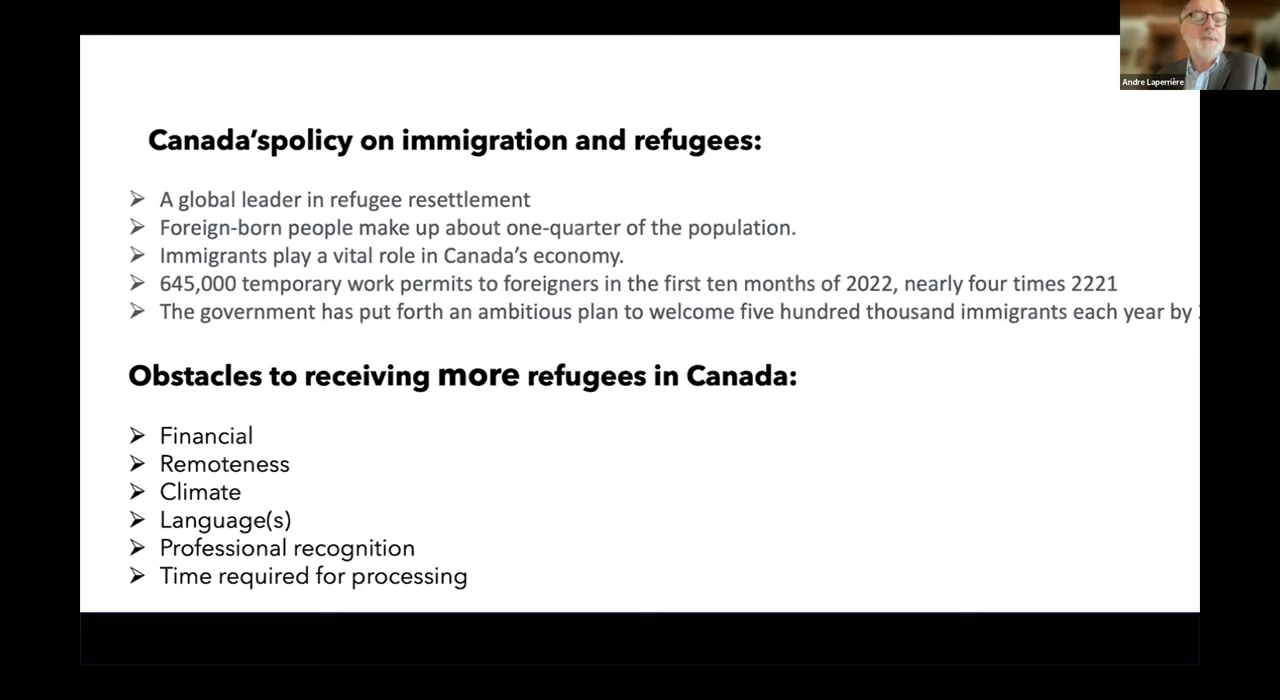 Andre Laperrière
Canada'spolicy on immigration and refugees:
A global leader in refugee resettlement
Foreign-born people make up about one-quarter of the population.
Immigrants play a vital role in Canada's economy.
645,000 temporary work permits to foreigners in the first ten months of 2022, nearly four times 2221
The government has put forth an ambitious plan to welcome five hundred thousand immigrants each year by
Obstacles to receiving more refugees in Canada:
Financial
Remoteness
Climate
Language(s)
Professional recognition
Time required for processing